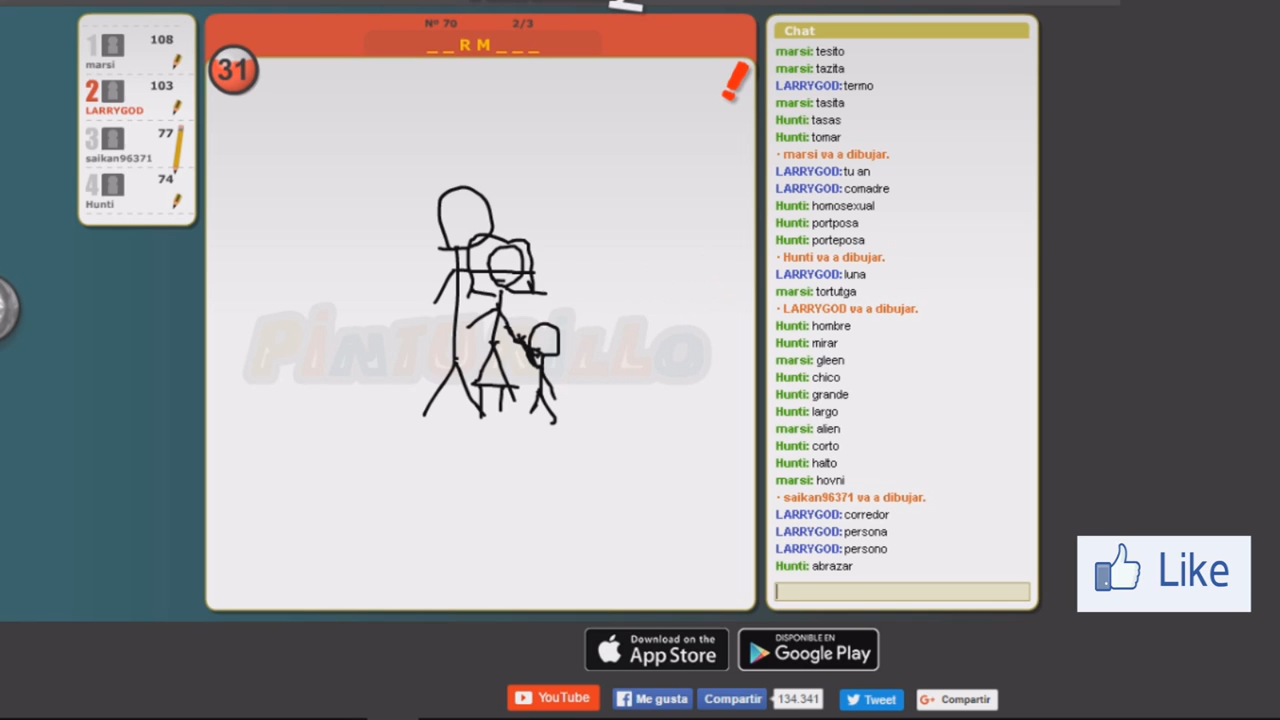 Nº 70 2/3
_ _ R M _ _ _
31
1 108
marsi
2 103
LARRYGOD
3 77
saikan96371
4 74
Hunti
PINTURILLO
Chat
marsi: tesito
marsi: tazita
LARRYGOD: termo
marsi: tasita
Hunti: tasas
Hunti: tomar
· marsi va a dibujar.
LARRYGOD: tu an
LARRYGOD: comadre
Hunti: homosexual
Hunti: portposa
Hunti: porteposa
· Hunti va a dibujar.
LARRYGOD: luna
marsi: tortutga
· LARRYGOD va a dibujar.
Hunti: hombre
Hunti: mirar
marsi: gleen
Hunti: chico
Hunti: grande
Hunti: largo
marsi: alien
Hunti: corto
Hunti: halto
marsi: hovni
· saikan96371 va a dibujar.
LARRYGOD: corredor
LARRYGOD: persona
LARRYGOD: persono
Hunti: abrazar
Like
Download on the
App Store
DISPONIBLE EN
Google Play
YouTube Me gusta Compartir 134.341 Tweet G+ Compartir